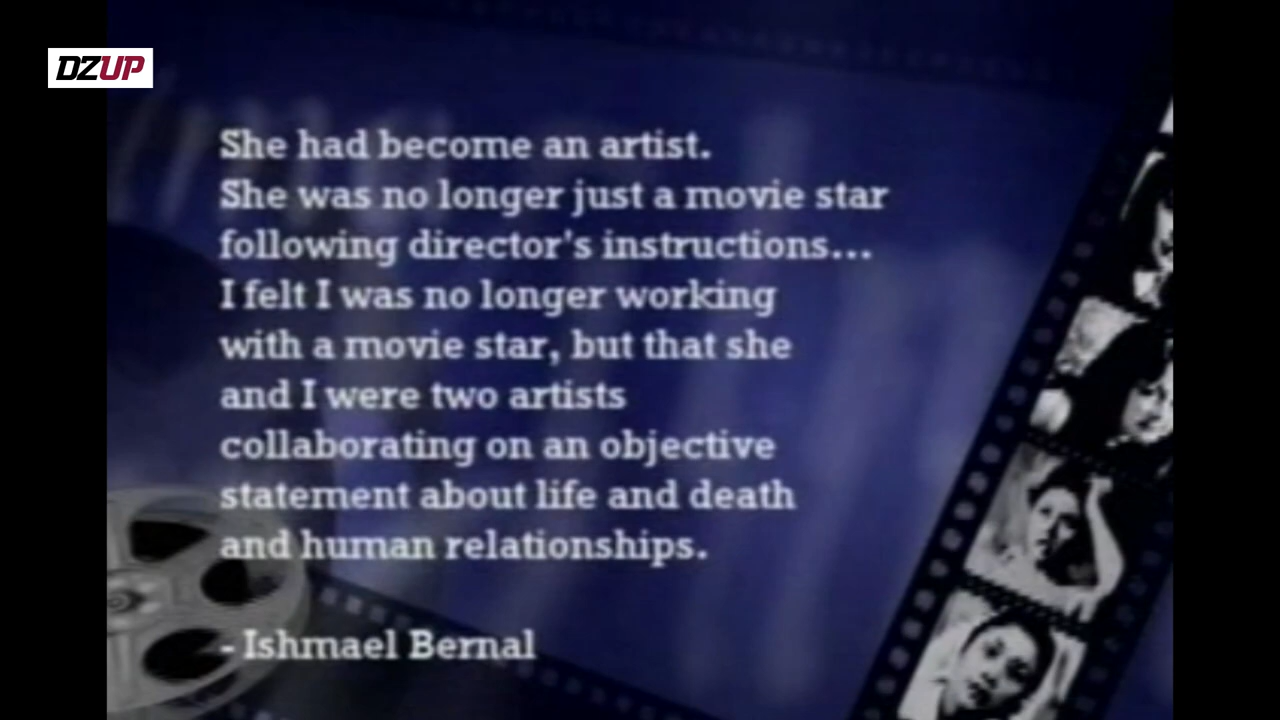 DZUP
She had become an artist.
She was no longer just a movie star
following director's instructions...
I felt I was no longer working
with a movie star, but that she
and I were two artists
collaborating on an objective
statement about life and death
and human relationships.
- Ishmael Bernal